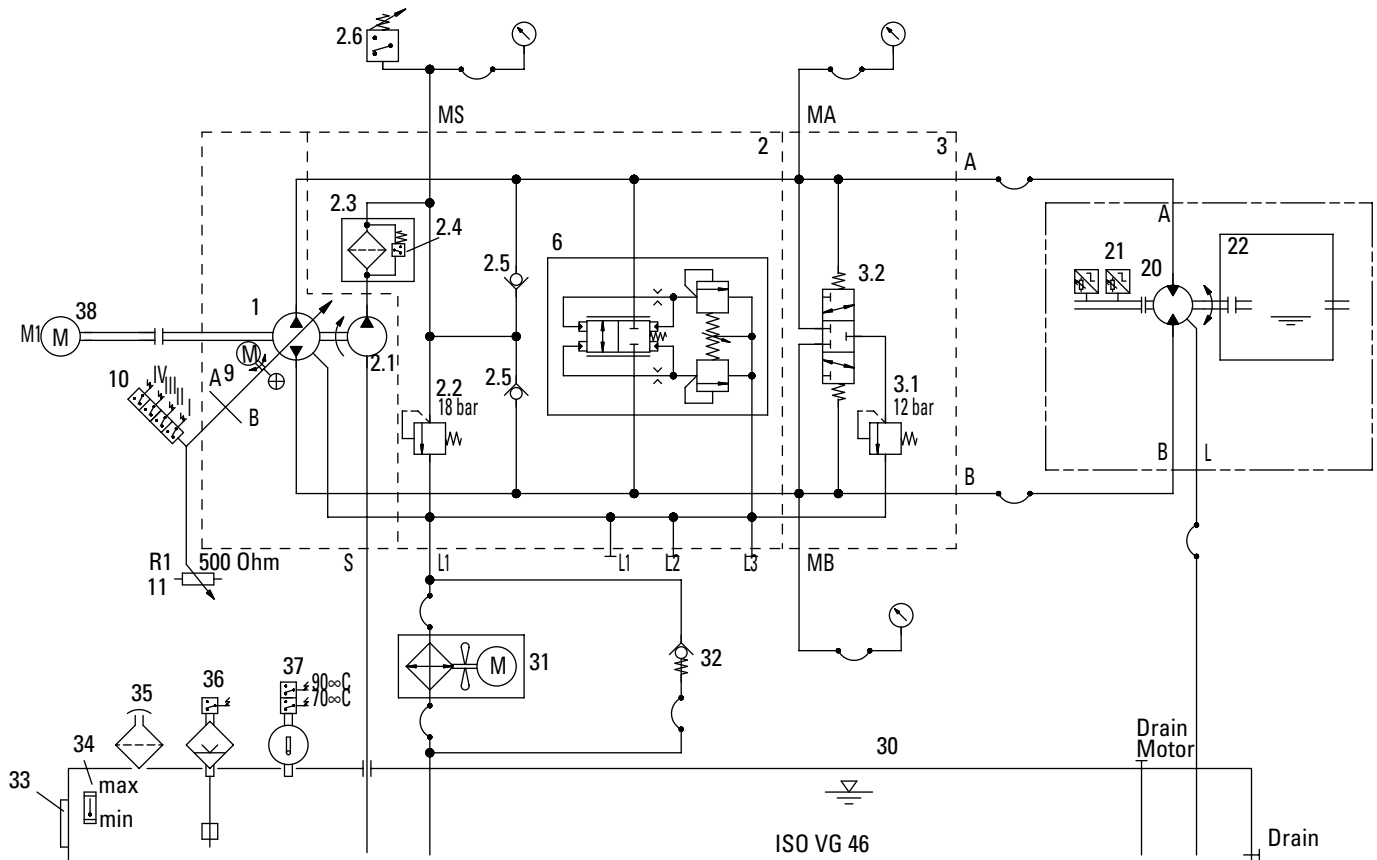 2.6
MS
MA
2
3
A
2.3
2.4
A
6
21
20
22
2.5
3.2
38
1
M1
M
M
2.1
10
IV
III
II
I
A
9
B
2.5
2.2
18 bar
3.1
12 bar
B
L
B
R1
500 Ohm
11
S
L1
L1
L2
L3
MB
31
M
32
35
36
37
90∞C
70∞C
34
33
max
min
30
Drain
Motor
ISO VG 46
Drain